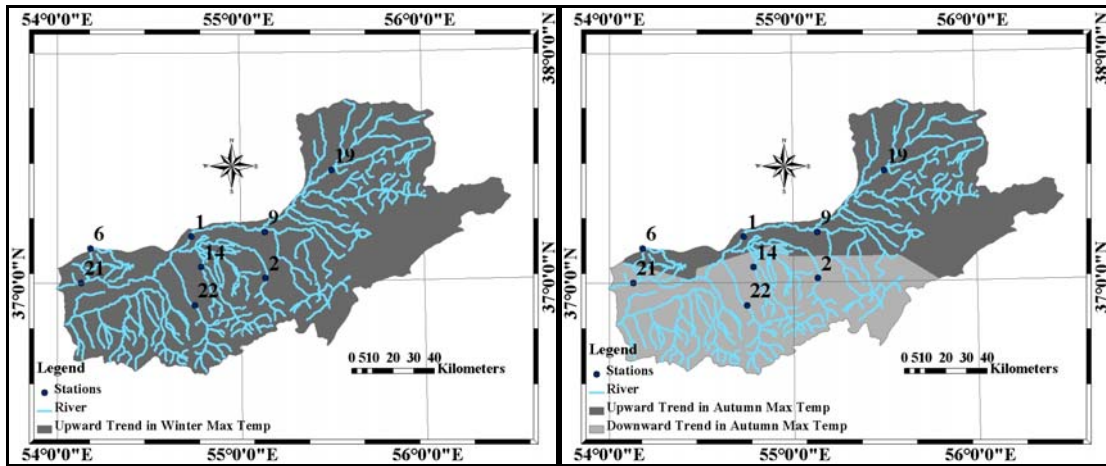 54°0'0"E 55°0'0"E 56°0'0"E
38°0'0"N
N
W E
S
19
6
1
9
14
21
2
37°0'0"N 37°0'0"N
22
Legend
Stations
River
Upward Trend in Winter Max Temp
0 5 10 20 30 40
Kilometers
54°0'0"E 55°0'0"E 56°0'0"E
54°0'0"E 55°0'0"E 56°0'0"E
38°0'0"N
N
W E
S
19
6
1
9
14
21
2
37°0'0"N 37°0'0"N
22
Legend
Stations
River
Upward Trend in Autumn Max Temp
Downward Trend in Autumn Max Temp
0 5 10 20 30 40
Kilometers
54°0'0"E 55°0'0"E 56°0'0"E